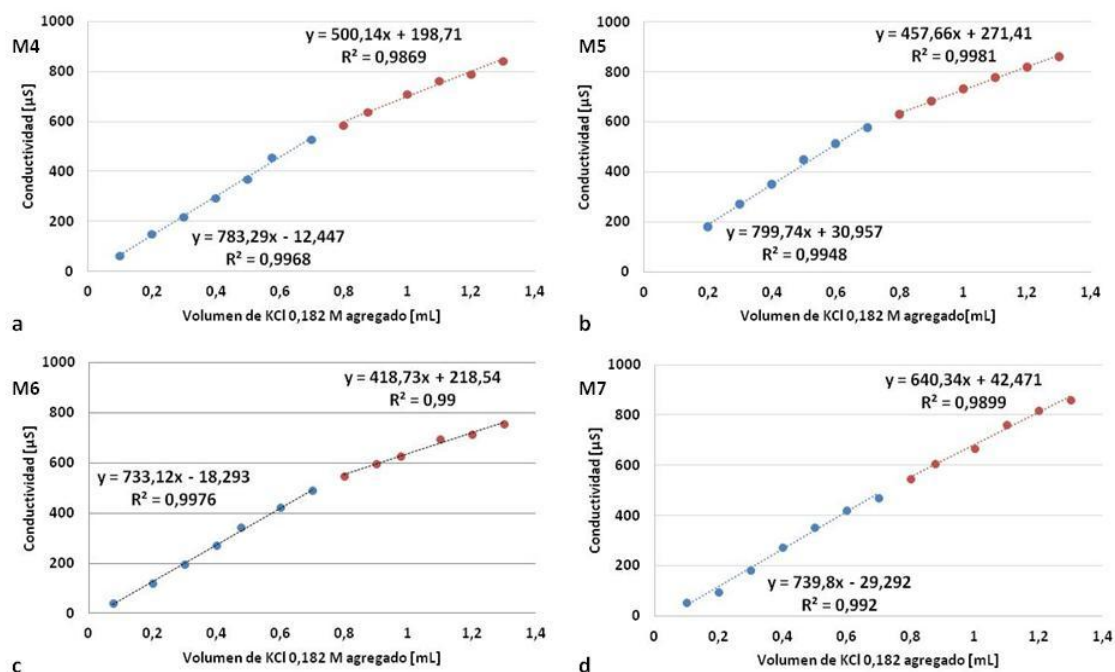 M4
1000
800
600
400
200
0
Conductividad [µS]
y = 500,14x + 198,71
R² = 0,9869
y = 783,29x - 12,447
R² = 0,9968
0 0,2 0,4 0,6 0,8 1 1,2 1,4
Volumen de KCl 0,182 M agregado [mL]
a
M5
1000
800
600
400
200
0
Conductividad [µS]
y = 457,66x + 271,41
R² = 0,9981
y = 799,74x + 30,957
R² = 0,9948
0 0,2 0,4 0,6 0,8 1 1,2 1,4
Volumen de KCl 0,182 M agregado[mL]
b
M6
1000
800
600
400
200
0
Conductividad [µS]
y = 418,73x + 218,54
R² = 0,99
y = 733,12x - 18,293
R² = 0,9976
0 0,2 0,4 0,6 0,8 1 1,2 1,4
Volumen de KCl 0,182 M agregado [mL]
c
M7
1000
800
600
400
200
0
Conductividad [µS]
y = 640,34x + 42,471
R² = 0,9899
y = 739,8x - 29,292
R² = 0,992
0 0,2 0,4 0,6 0,8 1 1,2 1,4
Volumen de KCl 0,182 agregado [mL]
d